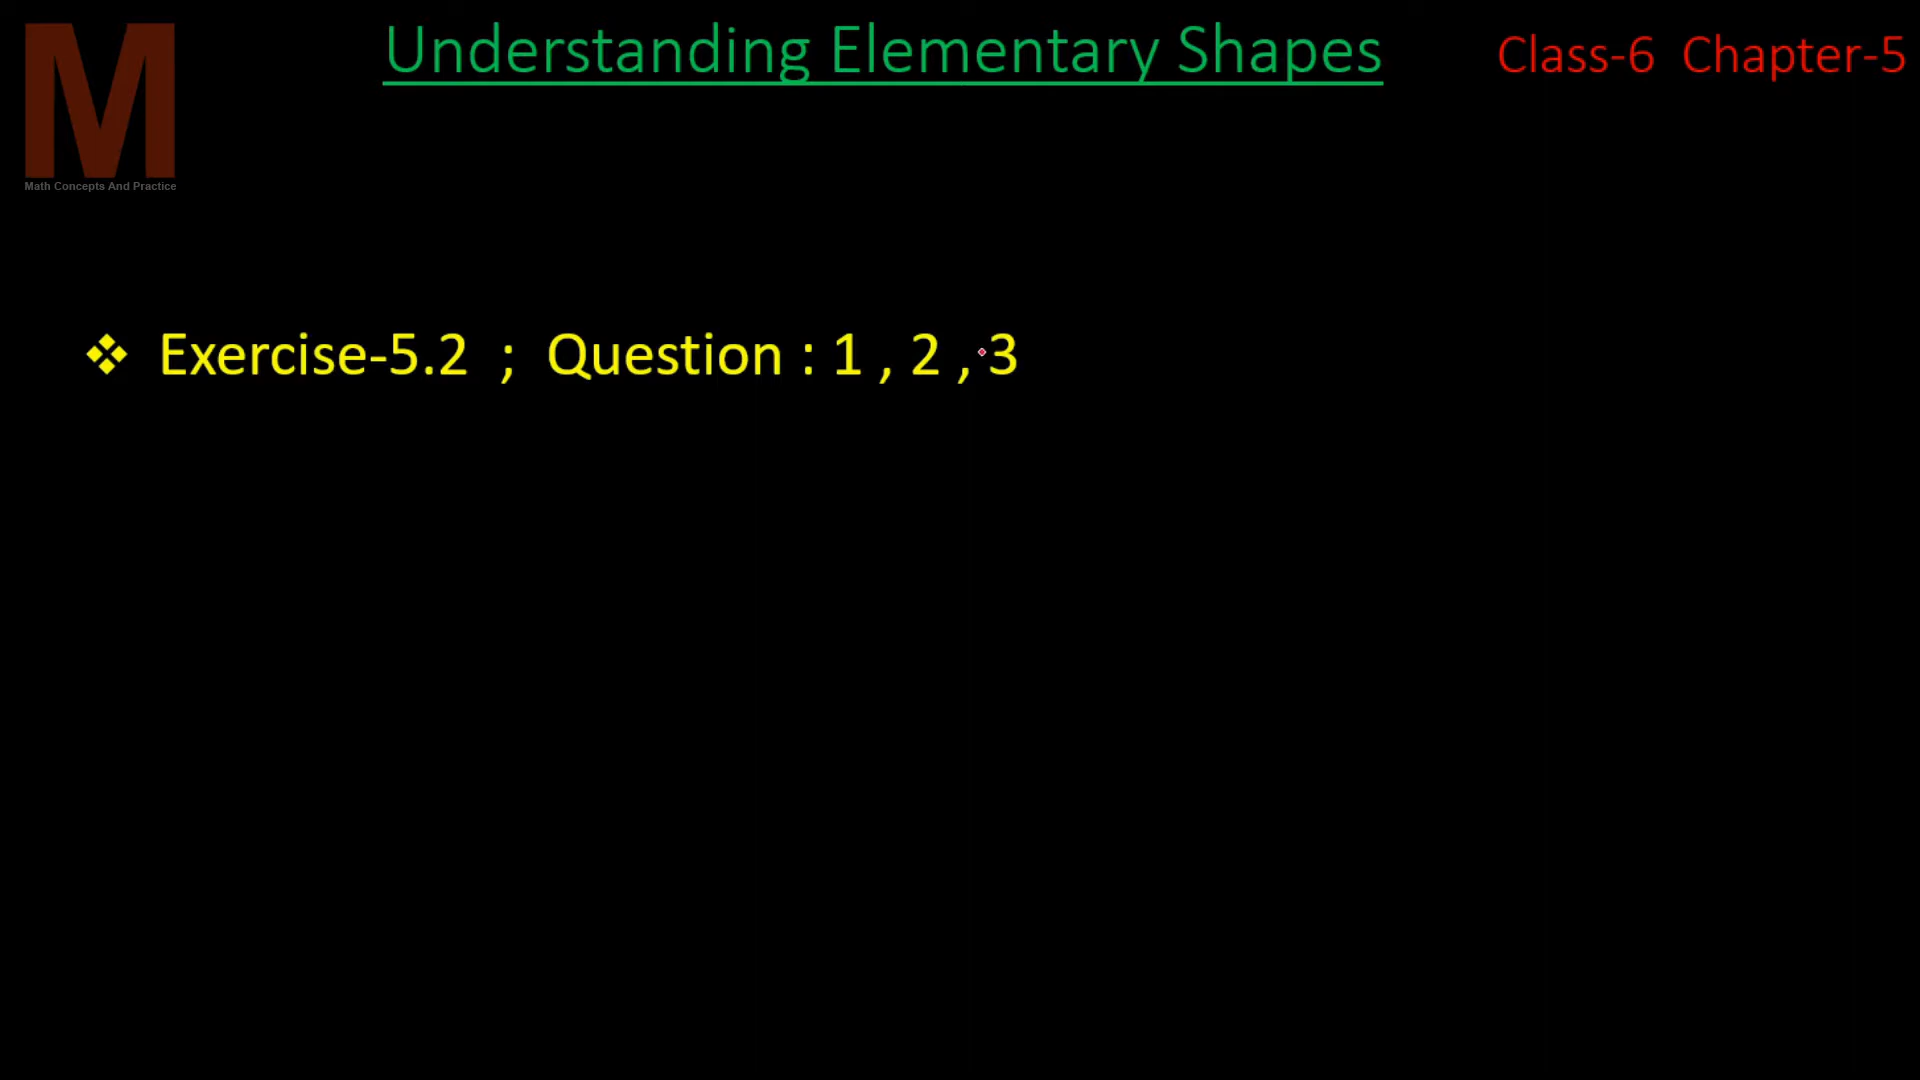 Understanding Elementary Shapes
Class-6 Chapter-5
M
Math Concepts And Practice
❖ Exercise-5.2 ; Question : 1 , 2 , 3